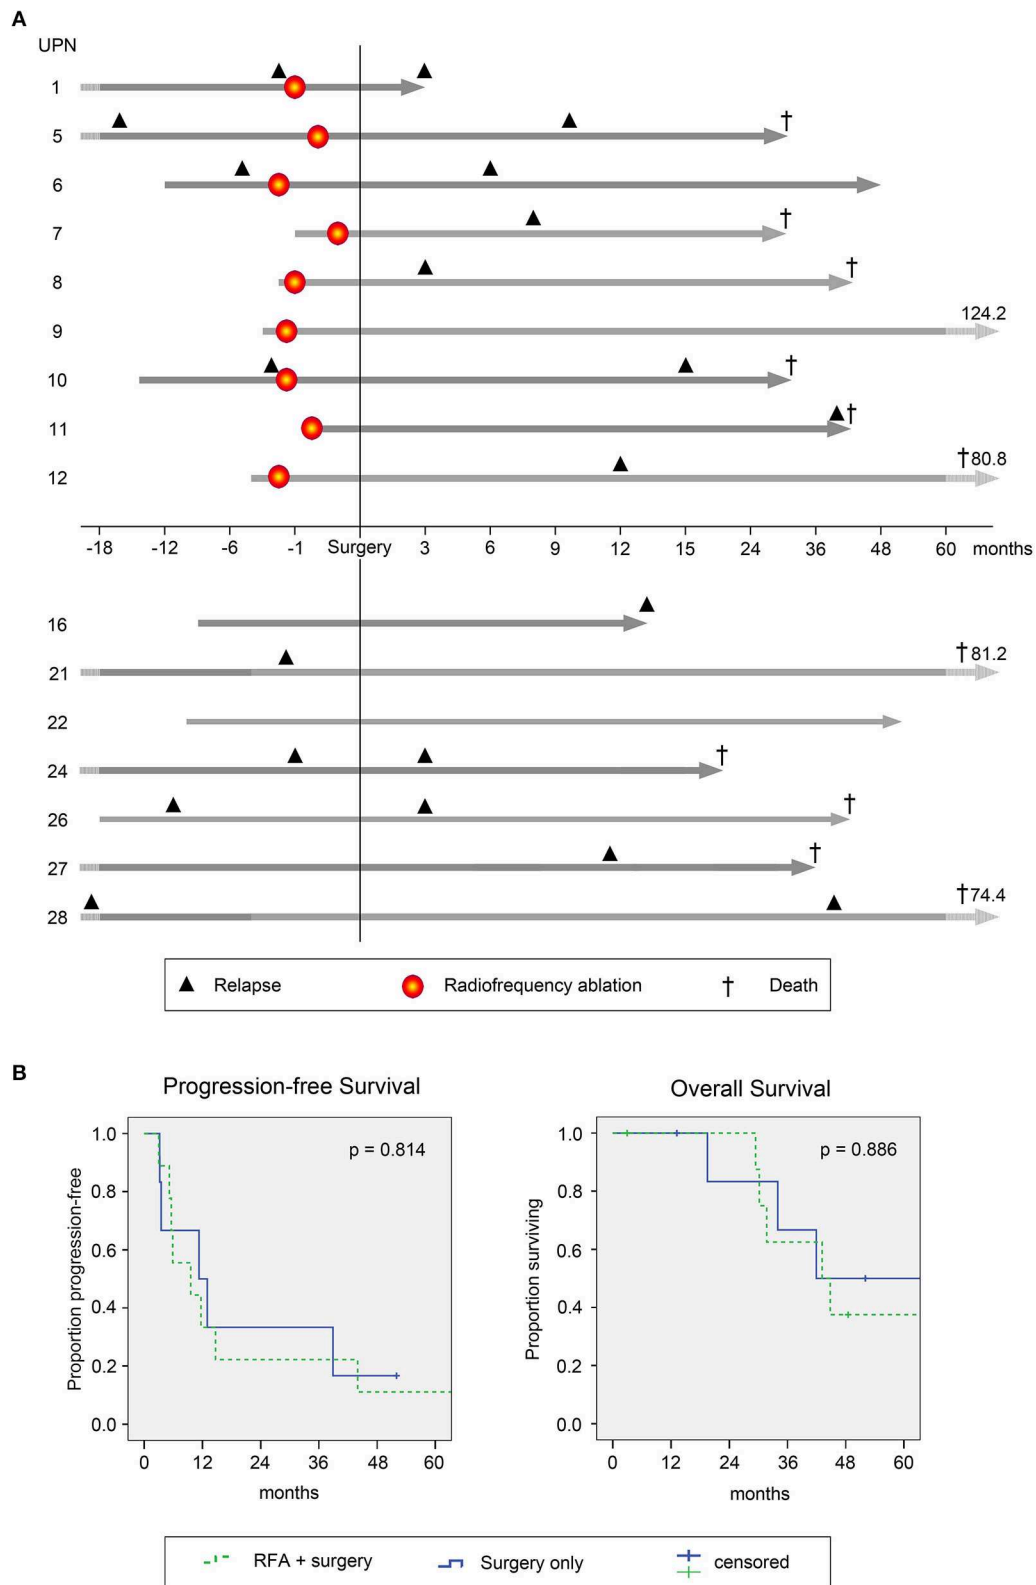 A
UPN
1
5 †
6
7 †
8 †
9 124.2
10 †
11 †
12 †80.8
-18 -12 -6 -1 Surgery 3 6 9 12 15 24 36 48 60 months
16
21 †81.2
22
24 †
26 †
27 †
28 †74.4
Relapse Radiofrequency ablation † Death
B
Progression-free Survival
p = 0.814
Proportion progression-free
1.0
0.8
0.6
0.4
0.2
0.0
0 12 24 36 48 60
months
Overall Survival
p = 0.886
Proportion surviving
1.0
0.8
0.6
0.4
0.2
0.0
0 12 24 36 48 60
months
RFA + surgery Surgery only censored